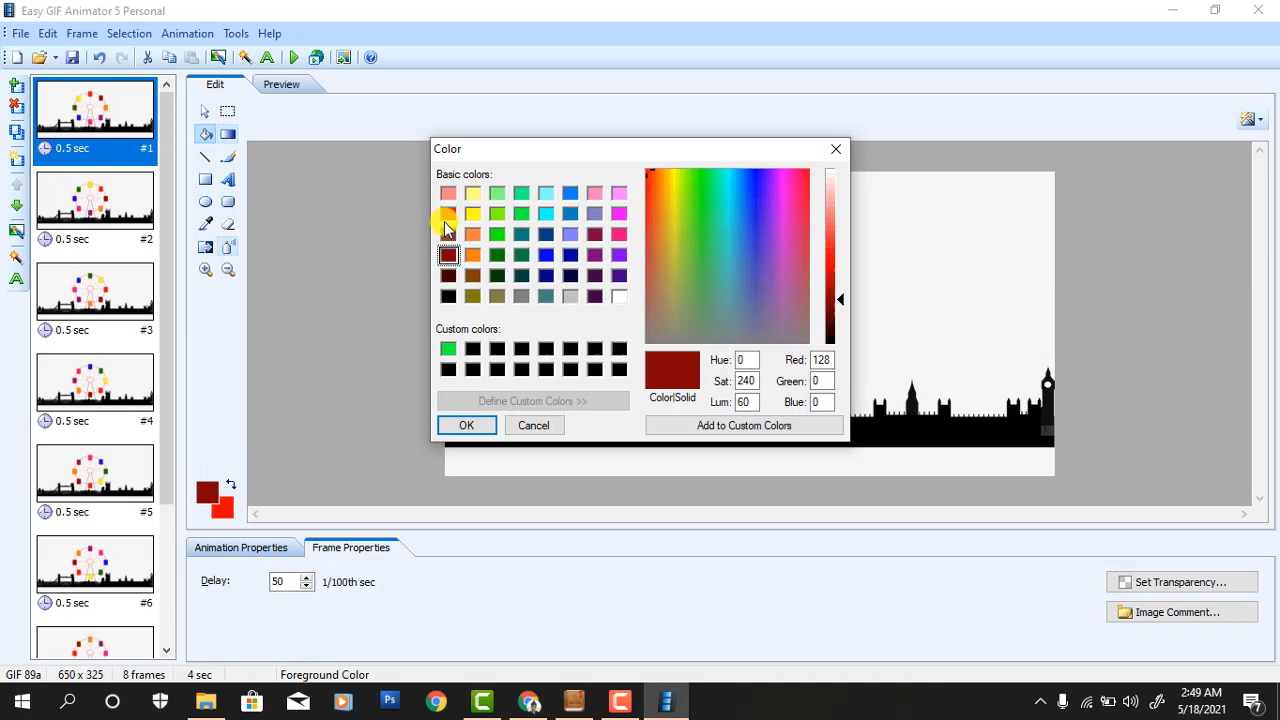 Easy GIF Animator 5 Personal
File Edit Frame Selection Animation Tools Help
Edit Preview
0.5 sec #1
0.5 sec #2
0.5 sec #3
0.5 sec #4
0.5 sec #5
0.5 sec #6
Color
Basic colors:
Custom colors:
Define Custom Colors >>
OK Cancel
Color|Solid
Hue: 0 Red: 128
Sat: 240 Green: 0
Lum: 60 Blue: 0
Add to Custom Colors
Animation Properties Frame Properties
Delay: 50 1/100th sec
Set Transparency...
Image Comment...
GIF 89a 650 x 325 8 frames 4 sec Foreground Color
Ps
2:49 AM
5/18/2021
7